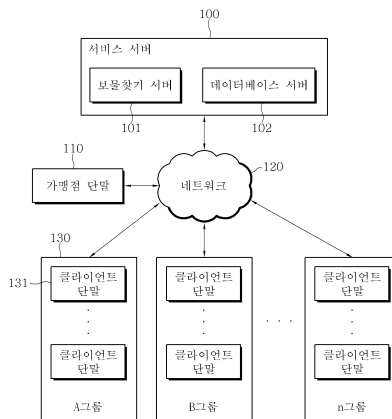 100
서비스 서버
보물찾기 서버
데이터베이스 서버
101
102
110
120
가맹점 단말
네트워크
130
131
클라이언트
단말
클라이언트
단말
클라이언트
단말
· · ·
클라이언트
단말
클라이언트
단말
클라이언트
단말
A그룹
B그룹
n그룹